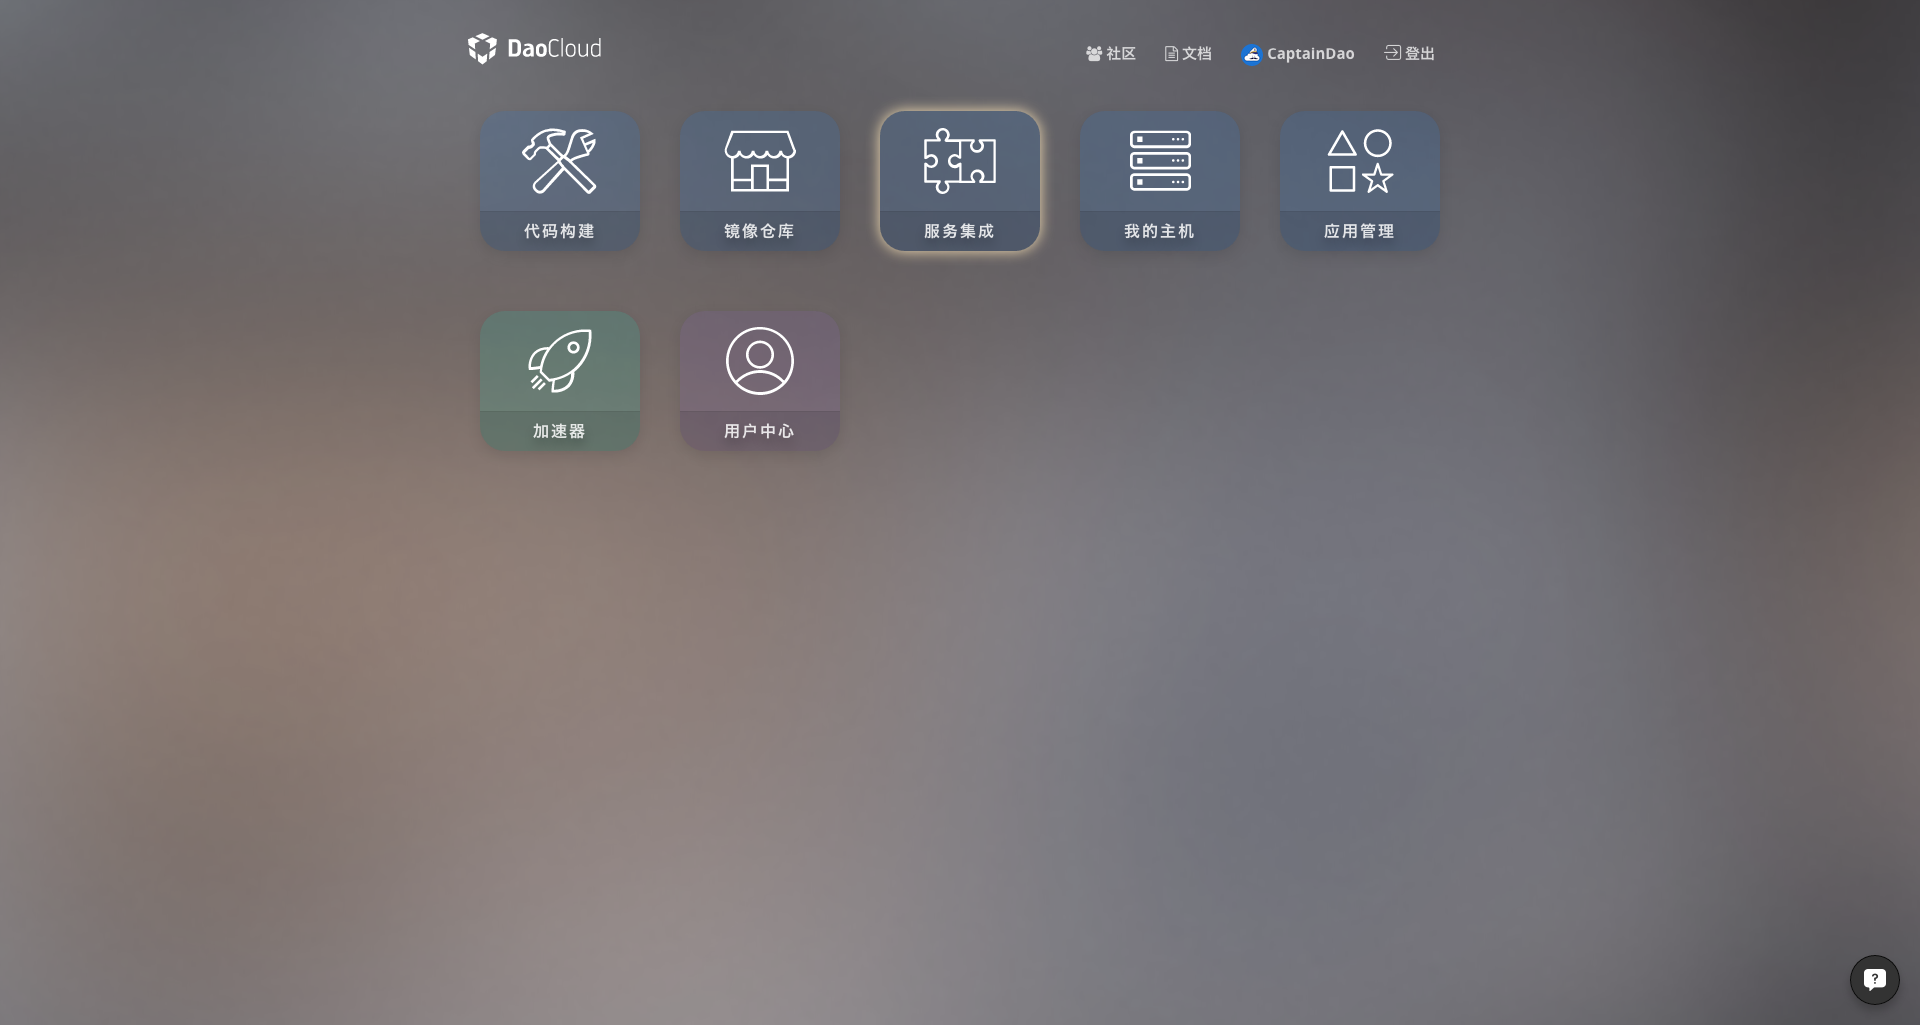 DaoCloud
社区 文档 CaptainDao 登出
代码构建 镜像仓库 服务集成 我的主机 应用管理
加速器 用户中心
?